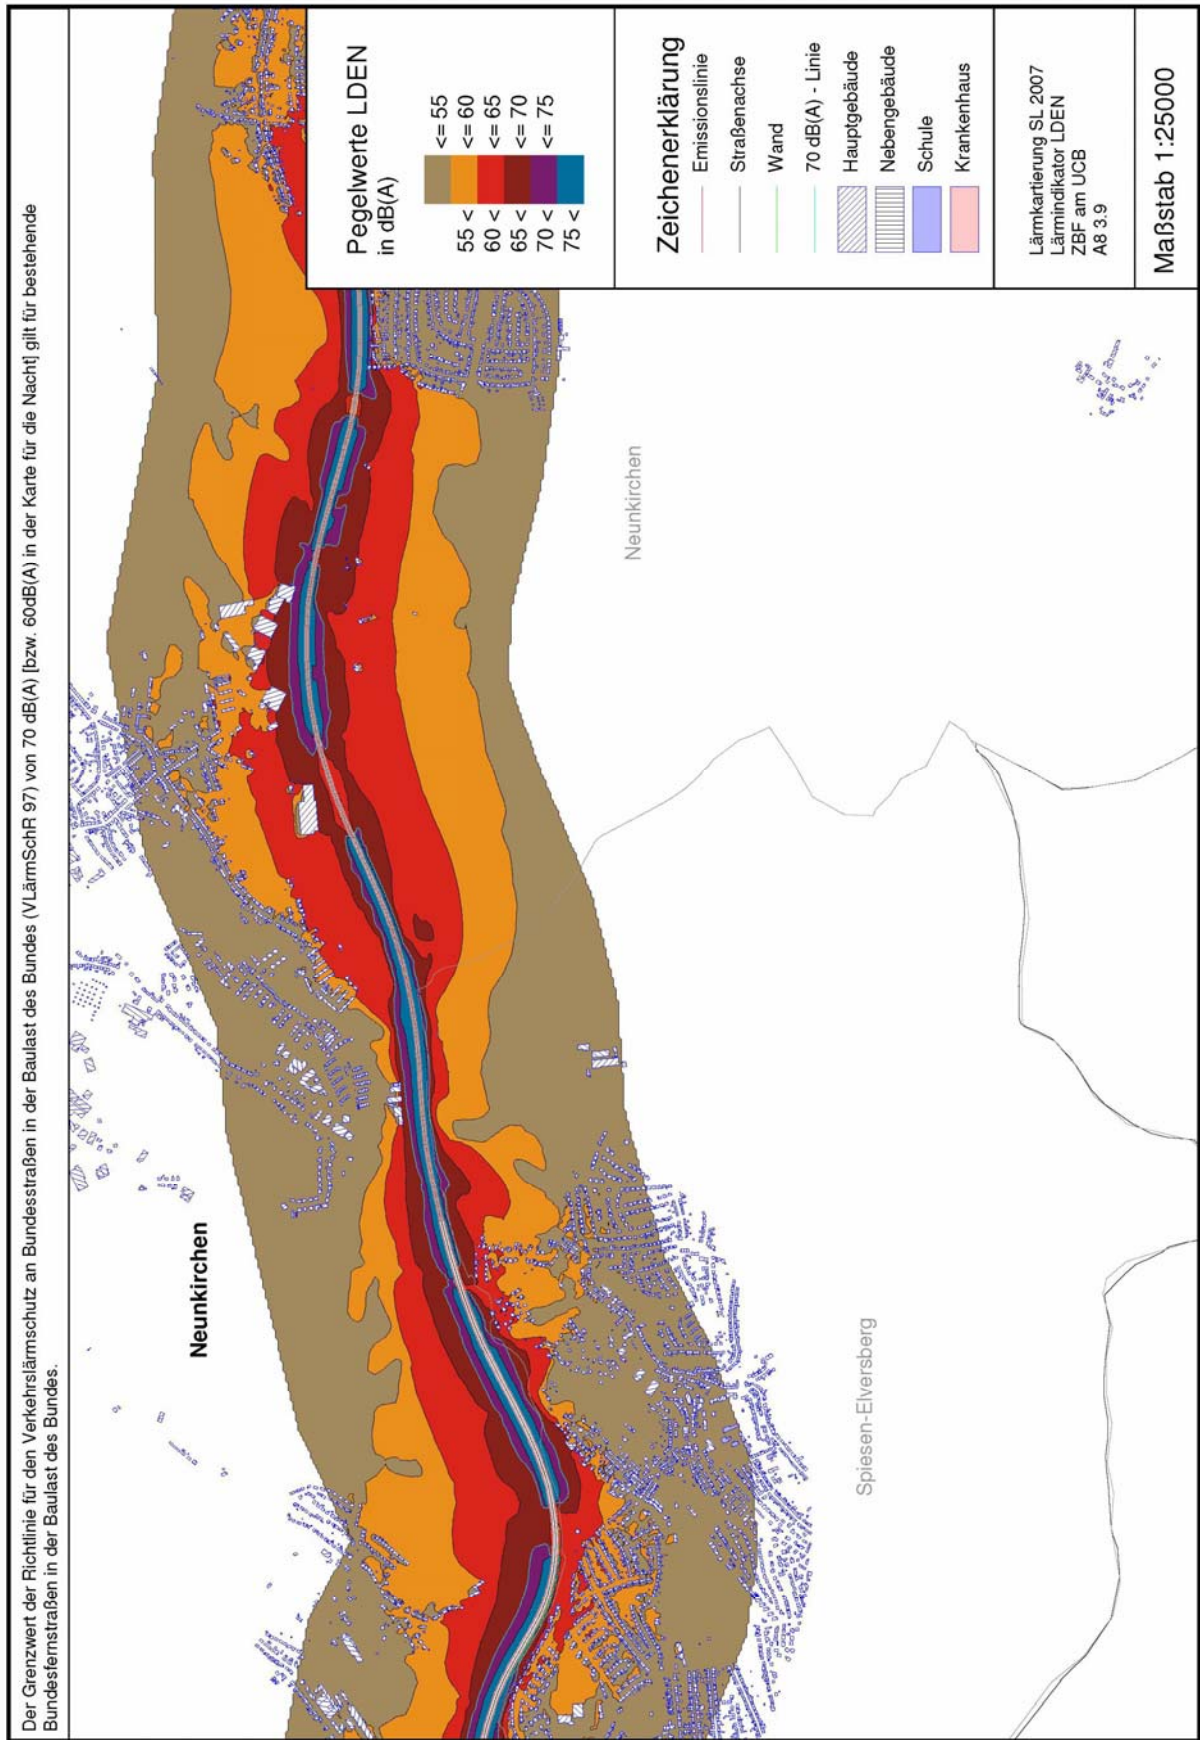 Der Grenzwert der Richtlinie für den Verkehrslärmschutz an Bundesstraßen in der Baulast des Bundes (VLärmSchR 97) von 70 dB(A) [bzw. 60dB(A) in der Karte für die Nacht] gilt für bestehende
Bundesfernstraßen in der Baulast des Bundes.
Neunkirchen
Neunkirchen
Spiesen-Elversberg
Pegelwerte LDEN
in dB(A)
<= 55
55 < <= 60
60 < <= 65
65 < <= 70
70 < <= 75
75 <
Zeichenerklärung
Emissionslinie
Straßenachse
Wand
70 dB(A) - Linie
Hauptgebäude
Nebengebäude
Schule
Krankenhaus
Lärmkartierung SL 2007
Lärmindikator LDEN
ZBF am UCB
A8 3.9
Maßstab 1:25000